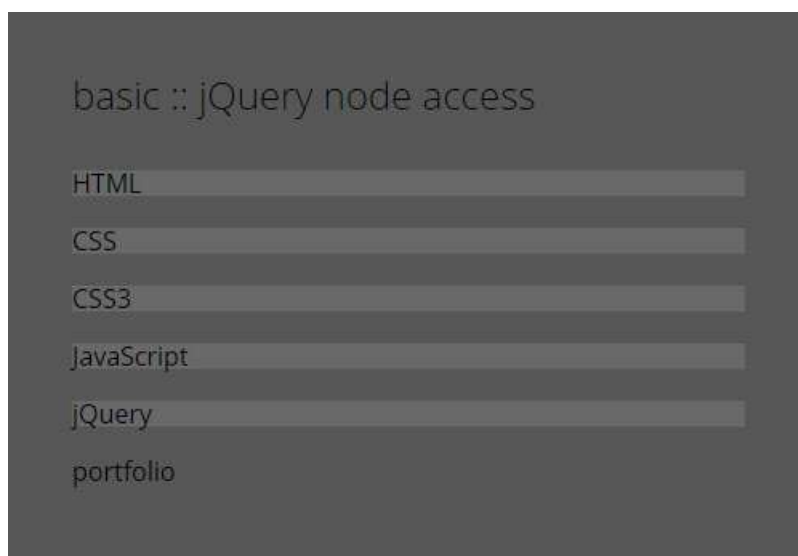 basic :: jQuery node access
HTML
CSS
CSS3
JavaScript
jQuery
portfolio